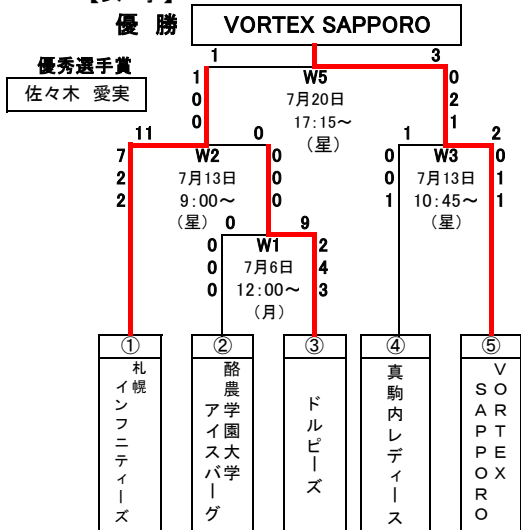 優 勝
VORTEX SAPPORO
優秀選手賞
佐々木 愛実
1
3
1
0
0
W5
7月20日
17:15～
(星)
0
2
1
11
0
7
2
2
W2
7月13日
9:00～
(星)
0
0
0
1
2
0
0
1
W3
7月13日
10:45～
(星)
0
1
1
0
9
0
0
0
W1
7月6日
12:00～
(月)
2
4
3
①
②
③
④
⑤
札幌
インフニティーズ
酪農学園大学
アイスバーグ
ドルピーズ
真駒内レディース
VORTEX
SAPPORO